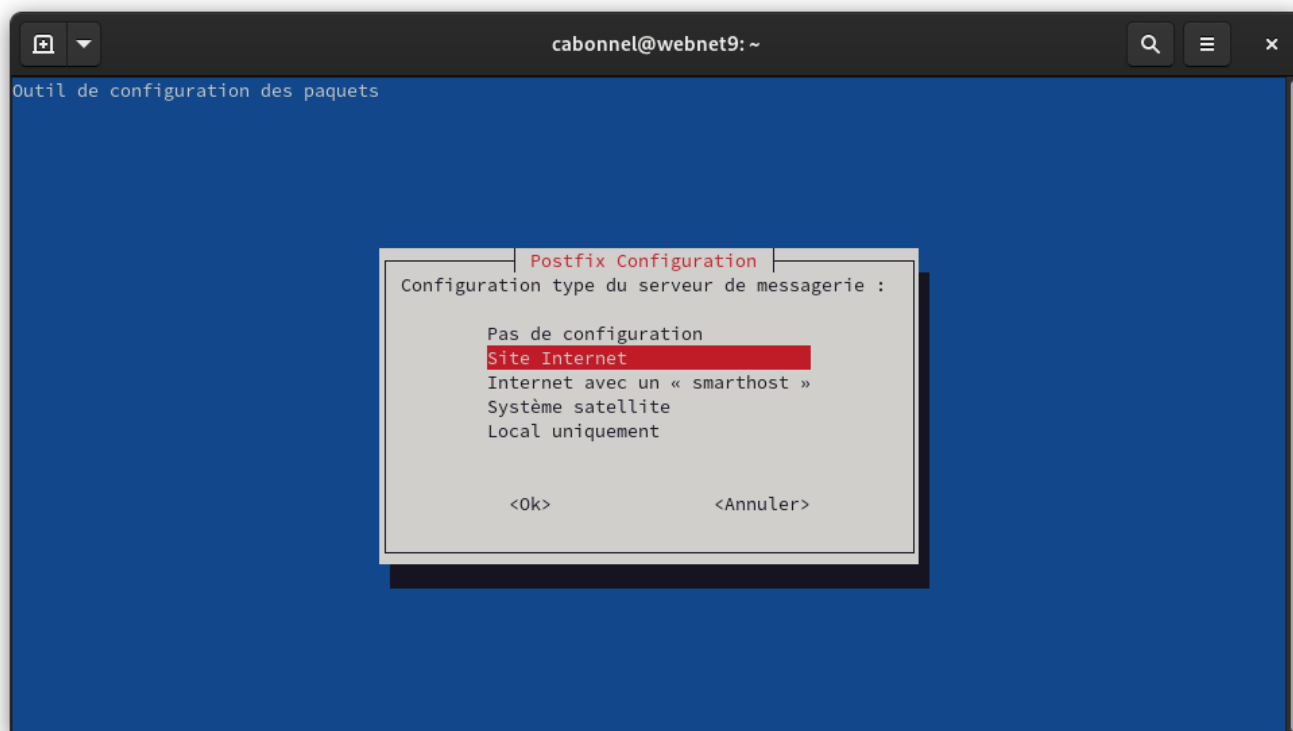 cabonnel@webnet9: ~
Outil de configuration des paquets
Postfix Configuration
Configuration type du serveur de messagerie :
Pas de configuration
Site Internet
Internet avec un « smarthost »
Système satellite
Local uniquement
<Ok> <Annuler>